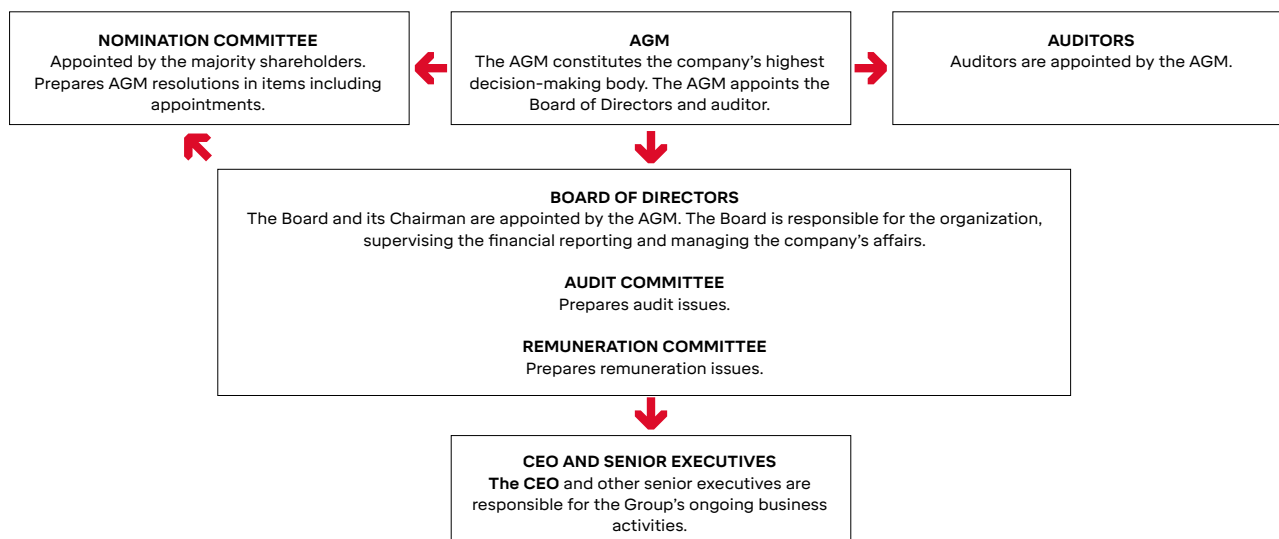 NOMINATION COMMITTEE
Appointed by the majority shareholders.
Prepares AGM resolutions in items including
appointments.
AGM
The AGM constitutes the company’s highest
decision-making body. The AGM appoints the
Board of Directors and auditor.
AUDITORS
Auditors are appointed by the AGM.
BOARD OF DIRECTORS
The Board and its Chairman are appointed by the AGM. The Board is responsible for the organization,
supervising the financial reporting and managing the company’s affairs.
AUDIT COMMITTEE
Prepares audit issues.
REMUNERATION COMMITTEE
Prepares remuneration issues.
CEO AND SENIOR EXECUTIVES
The CEO and other senior executives are
responsible for the Group’s ongoing business
activities.